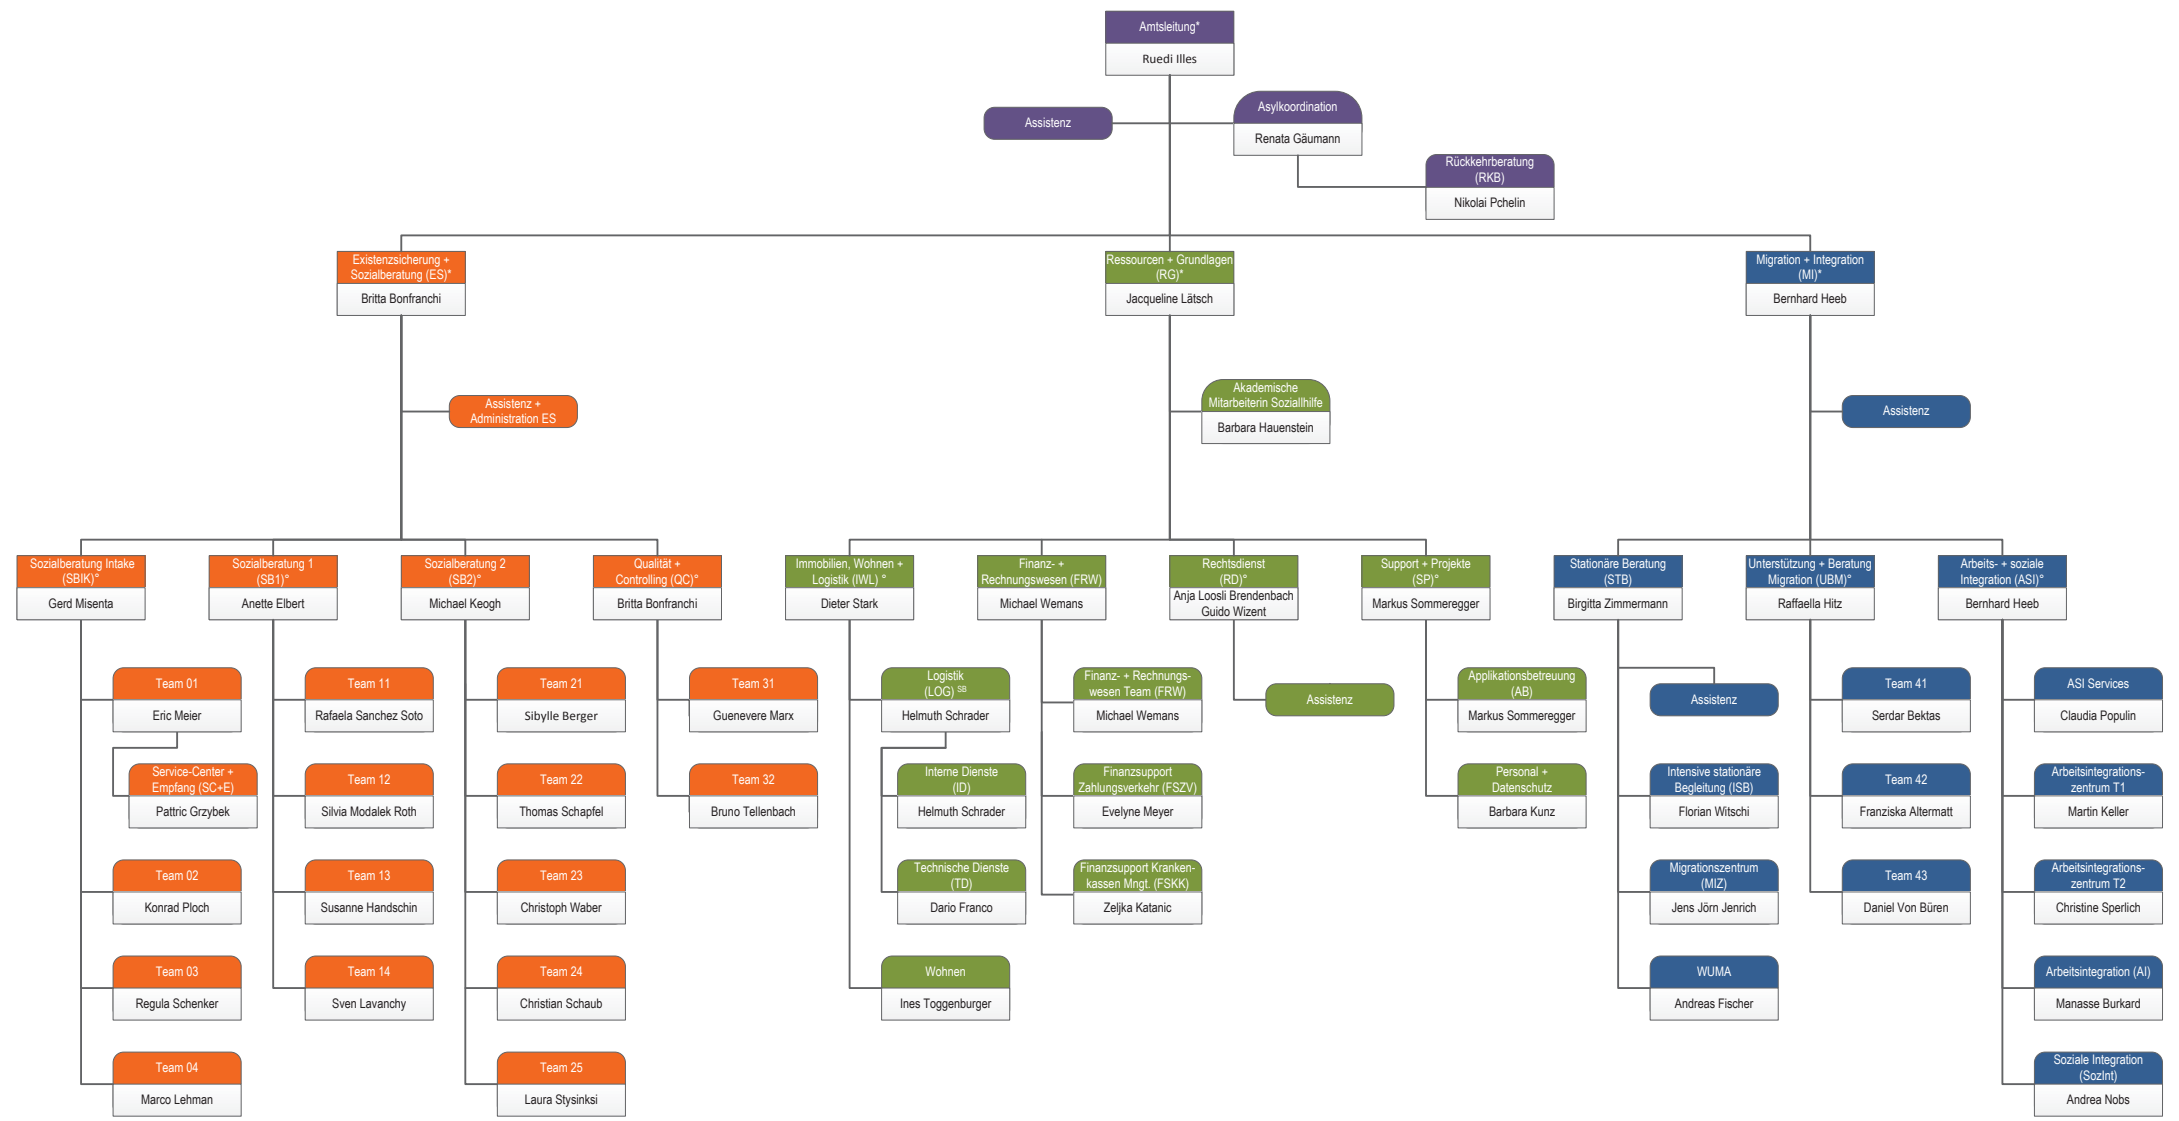 Amtsleitung*
Ruedi Illes
Assistenz
Asylkoordination
Renata Gäumann
Rückkehrberatung
(RKB)
Nikolai Pchelin
Existenzsicherung +
Sozialberatung (ES)*
Britta Bonfranchi
Ressourcen + Grundlagen
(RG)*
Jacqueline Lätsch
Migration + Integration
(MI)*
Bernhard Heeb
Assistenz +
Administration ES
Akademische
Mitarbeiterin Soziallhilfe
Barbara Hauenstein
Assistenz
Sozialberatung Intake
(SBIK)°
Gerd Misenta
Sozialberatung 1
(SB1)°
Anette Elbert
Sozialberatung 2
(SB2)°
Michael Keogh
Qualität +
Controlling (QC)°
Britta Bonfranchi
Immobilien, Wohnen +
Logistik (IWL) °
Dieter Stark
Finanz- +
Rechnungswesen (FRW)
Michael Wemans
Rechtsdienst
(RD)°
Anja Loosli Brendenbach
Guido Wizent
Support + Projekte
(SP)°
Markus Sommeregger
Stationäre Beratung
(STB)
Birgitta Zimmermann
Unterstützung + Beratung
Migration (UBM)°
Raffaella Hitz
Arbeits- + soziale
Integration (ASI)°
Bernhard Heeb
Team 01
Eric Meier
Service-Center +
Empfang (SC+E)
Pattric Grzybek
Team 02
Konrad Ploch
Team 03
Regula Schenker
Team 04
Marco Lehman
Team 11
Rafaela Sanchez Soto
Team 12
Silvia Modalek Roth
Team 13
Susanne Handschin
Team 14
Sven Lavanchy
Team 21
Sibylle Berger
Team 22
Thomas Schapfel
Team 23
Christoph Waber
Team 24
Christian Schaub
Team 25
Laura Stysinksi
Team 31
Guenevere Marx
Team 32
Bruno Tellenbach
Logistik
(LOG) SB
Helmuth Schrader
Interne Dienste
(ID)
Helmuth Schrader
Technische Dienste
(TD)
Dario Franco
Wohnen
Ines Toggenburger
Finanz- + Rechnungs-
wesen Team (FRW)
Michael Wemans
Finanzsupport
Zahlungsverkehr (FSZV)
Evelyne Meyer
Finanzsupport Kranken-
kassen Mngt. (FSKK)
Zeljka Katanic
Assistenz
Applikationsbetreuung
(AB)
Markus Sommeregger
Personal +
Datenschutz
Barbara Kunz
Assistenz
Intensive stationäre
Begleitung (ISB)
Florian Witschi
Migrationszentrum
(MIZ)
Jens Jörn Jenrich
WUMA
Andreas Fischer
Team 41
Serdar Bektas
Team 42
Franziska Altermatt
Team 43
Daniel Von Büren
ASI Services
Claudia Populin
Arbeitsintegrations-
zentrum T1
Martin Keller
Arbeitsintegrations-
zentrum T2
Christine Sperlich
Arbeitsintegration (AI)
Manasse Burkard
Soziale Integration
(SozInt)
Andrea Nobs